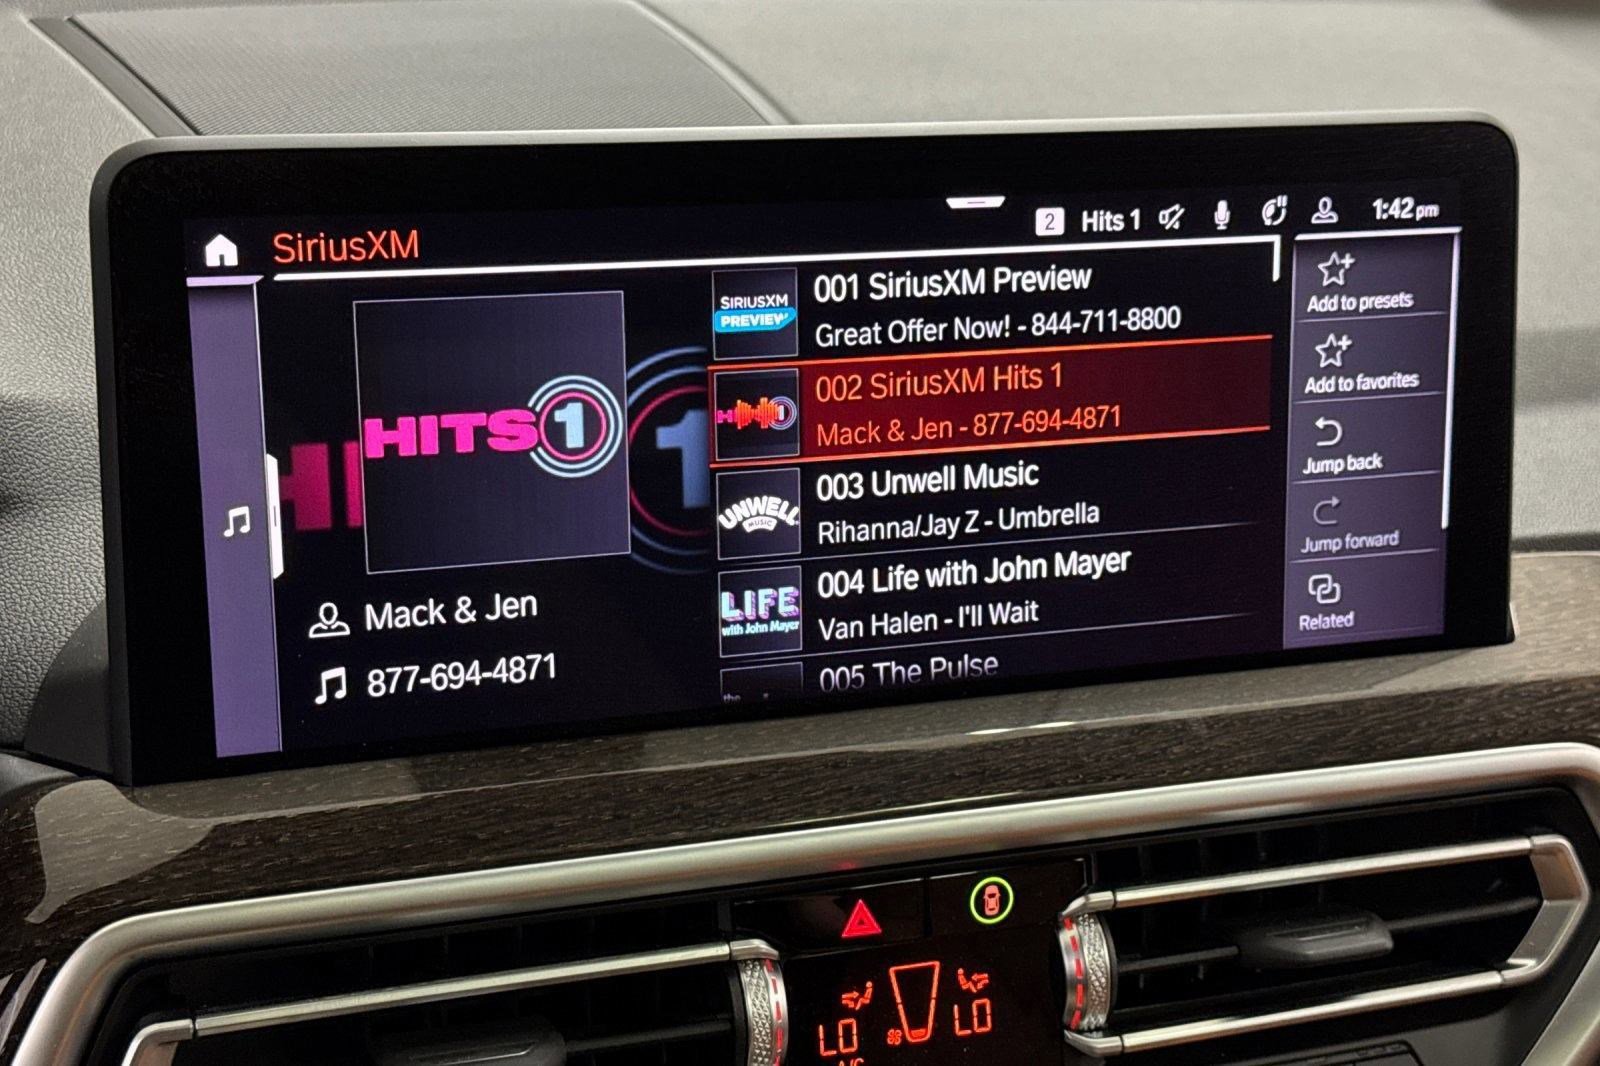 2 Hits 1 1:42 pm
SiriusXM
HITS 1
Mack & Jen
877-694-4871
SIRIUSXM
PREVIEW
001 SiriusXM Preview
Great Offer Now! - 844-711-8800
002 SiriusXM Hits 1
Mack & Jen - 877-694-4871
UNWELL
MUSIC
003 Unwell Music
Rihanna/Jay Z - Umbrella
LIFE
with John Mayer
004 Life with John Mayer
Van Halen - I'll Wait
the
005 The Pulse
Add to presets
Add to favorites
Jump back
Jump forward
Related
LO LO
A/C